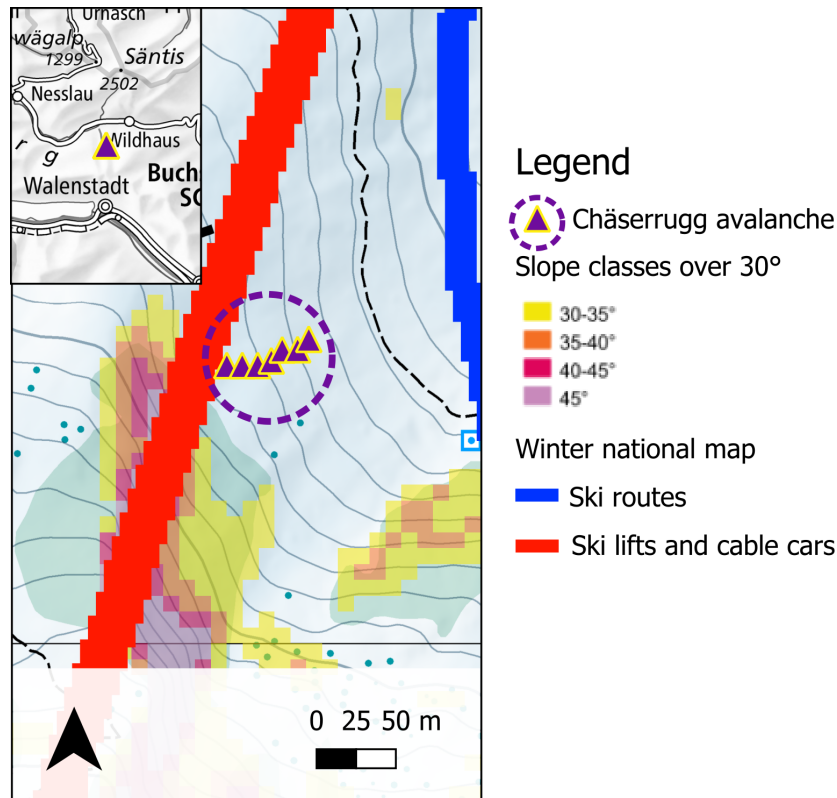 Urnäsch
wägalp
1299
Säntis
2502
Nesslau
Wildhaus
r g
Buchs
Walenstadt
SC
0 25 50 m
Legend
Chäserrugg avalanche
Slope classes over 30°
30-35°
35-40°
40-45°
45°
Winter national map
Ski routes
Ski lifts and cable cars